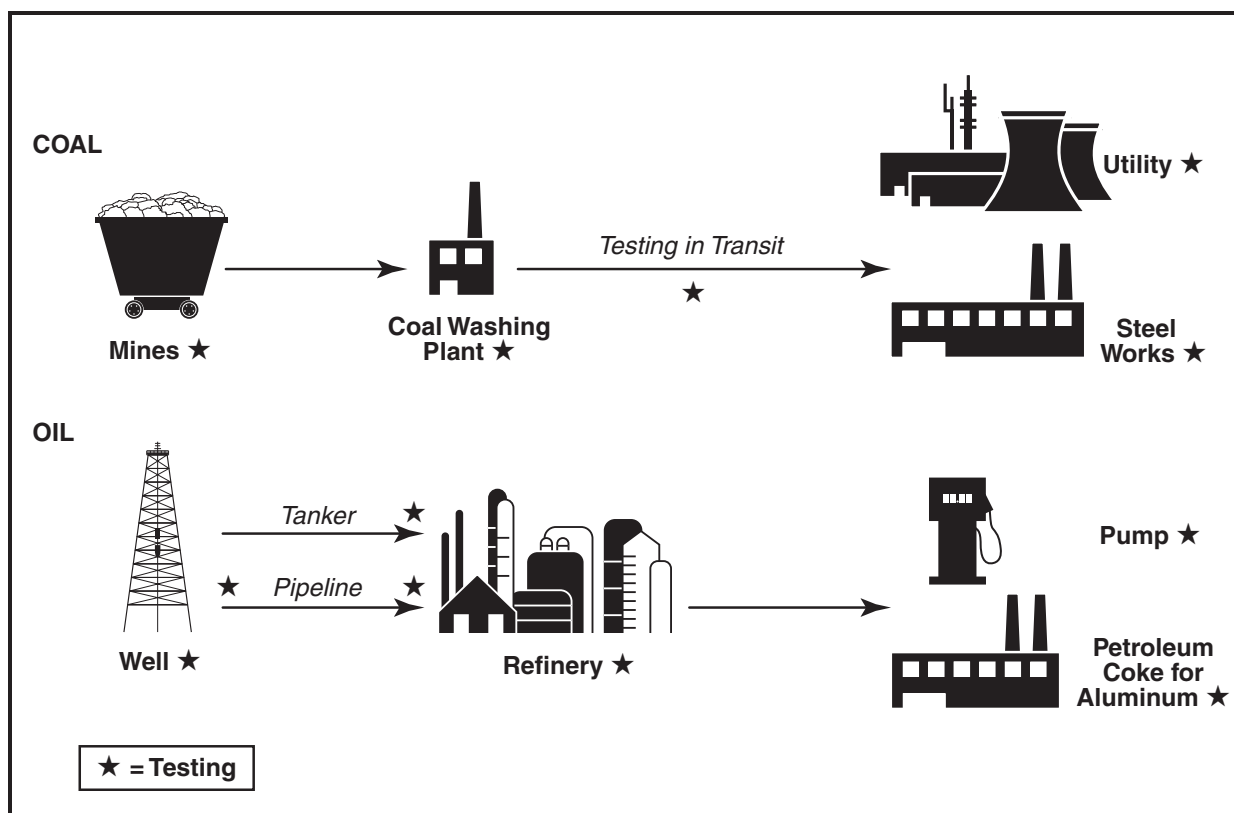 COAL
Utility ★
Testing in Transit
★
Mines ★
Coal Washing
Plant ★
Steel
Works ★
OIL
Tanker ★
★ Pipeline ★
Pump ★
Well ★
Refinery ★
Petroleum
Coke for
Aluminum ★
★ = Testing